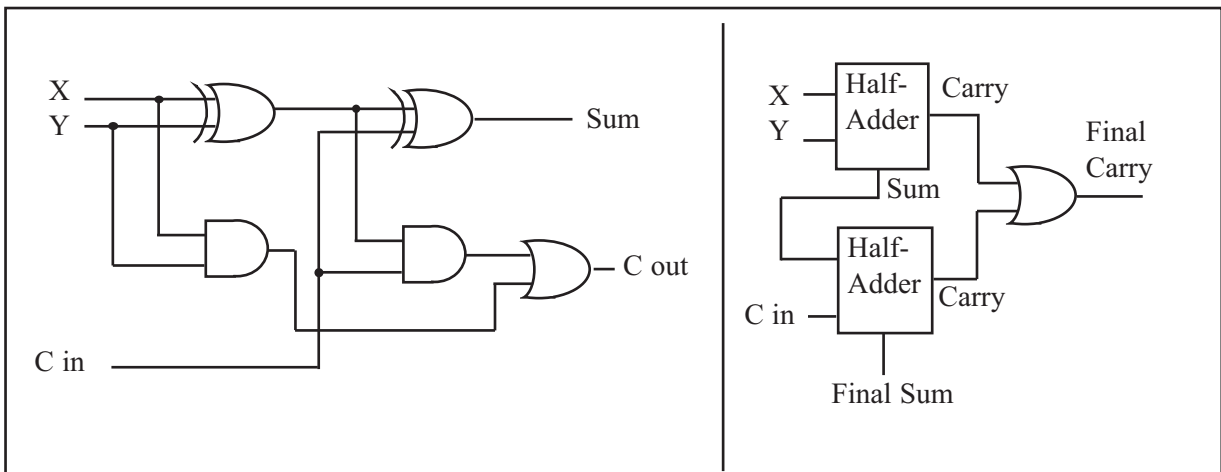 X
Y
Sum
C out
C in
X
Y
Half-
Adder
Carry
Sum
Final
Carry
Half-
Adder
Carry
C in
Final Sum